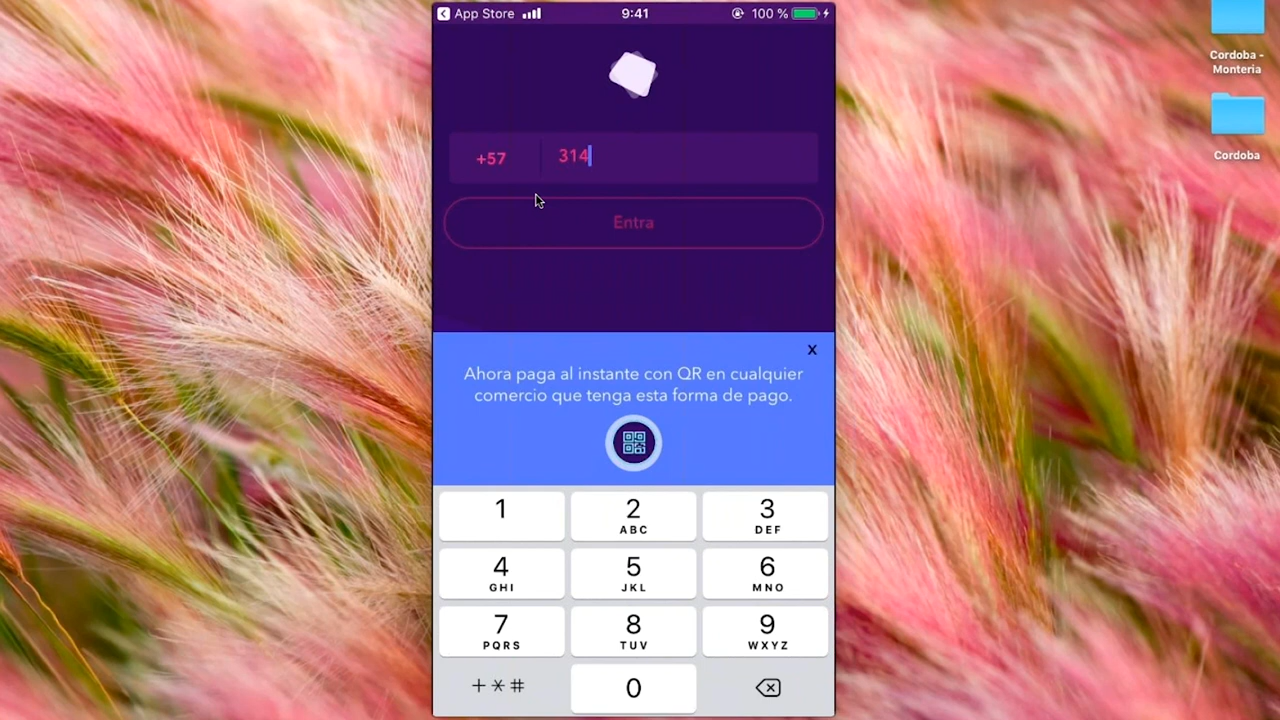 App Store
9:41
100 %
Cordoba -
Monteria
Cordoba
+57
314
Entra
x
Ahora paga al instante con QR en cualquier
comercio que tenga esta forma de pago.
1
2
ABC
3
DEF
4
GHI
5
JKL
6
MNO
7
PQRS
8
TUV
9
WXYZ
+*#
0